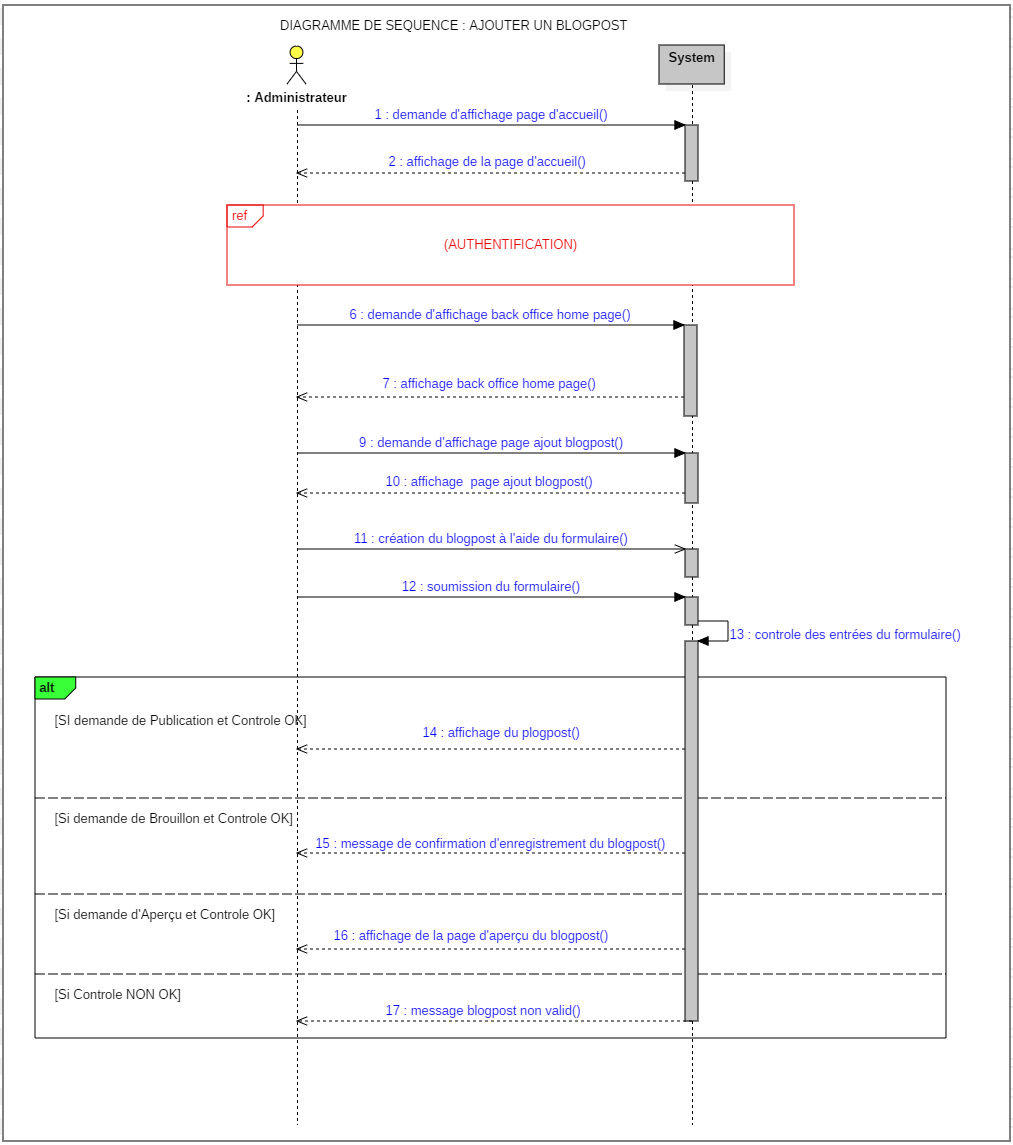 DIAGRAMME DE SEQUENCE : AJOUTER UN BLOGPOST
System
: Administrateur
1 : demande d'affichage page d'accueil()
2 : affichage de la page d'accueil()
ref
(AUTHENTIFICATION)
6 : demande d'affichage back office home page()
7 : affichage back office home page()
9 : demande d'affichage page ajout blogpost()
10 : affichage  page ajout blogpost()
11 : création du blogpost à l'aide du formulaire()
12 : soumission du formulaire()
13 : controle des entrées du formulaire()
alt
[SI demande de Publication et Controle OK]
14 : affichage du plogpost()
[Si demande de Brouillon et Controle OK]
15 : message de confirmation d'enregistrement du blogpost()
[Si demande d'Aperçu et Controle OK]
16 : affichage de la page d'aperçu du blogpost()
[Si Controle NON OK]
17 : message blogpost non valid()